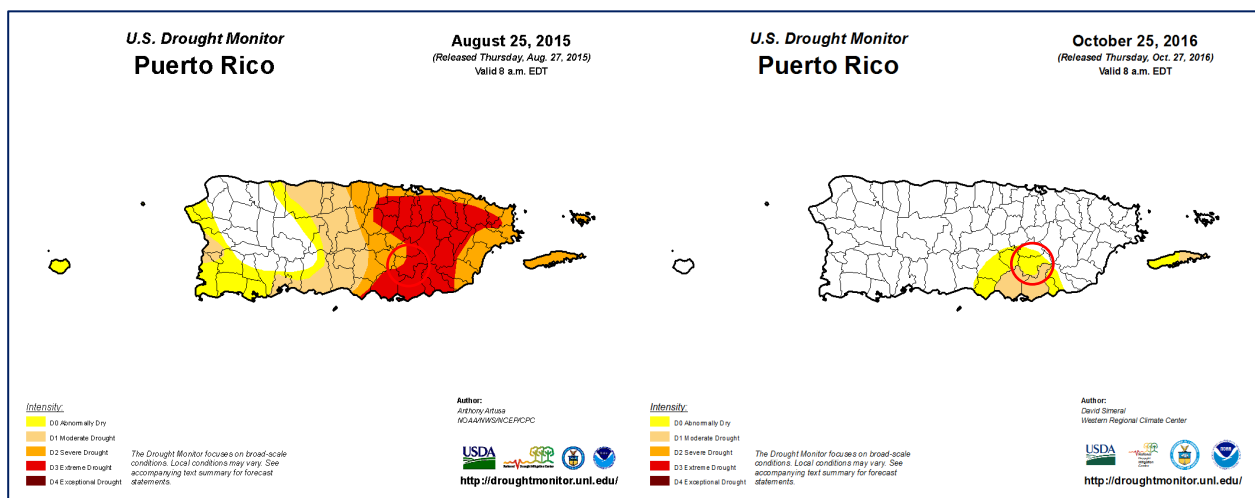 U.S. Drought Monitor
Puerto Rico
August 25, 2015
(Released Thursday, Aug. 27, 2015)
Valid 8 a.m. EDT
Intensity:
D0 Abnormally Dry
D1 Moderate Drought
D2 Severe Drought
D3 Extreme Drought
D4 Exceptional Drought
The Drought Monitor focuses on broad-scale
conditions. Local conditions may vary. See
accompanying text summary for forecast
statements.
Author:
Anthony Artusa
NOAA/NWS/NCEP/CPC
USDA
National Drought Mitigation Center
http://droughtmonitor.unl.edu/
U.S. Drought Monitor
Puerto Rico
October 25, 2016
(Released Thursday, Oct. 27, 2016)
Valid 8 a.m. EDT
Intensity:
D0 Abnormally Dry
D1 Moderate Drought
D2 Severe Drought
D3 Extreme Drought
D4 Exceptional Drought
The Drought Monitor focuses on broad-scale
conditions. Local conditions may vary. See
accompanying text summary for forecast
statements.
Author:
David Simeral
Western Regional Climate Center
USDA
http://droughtmonitor.unl.edu/